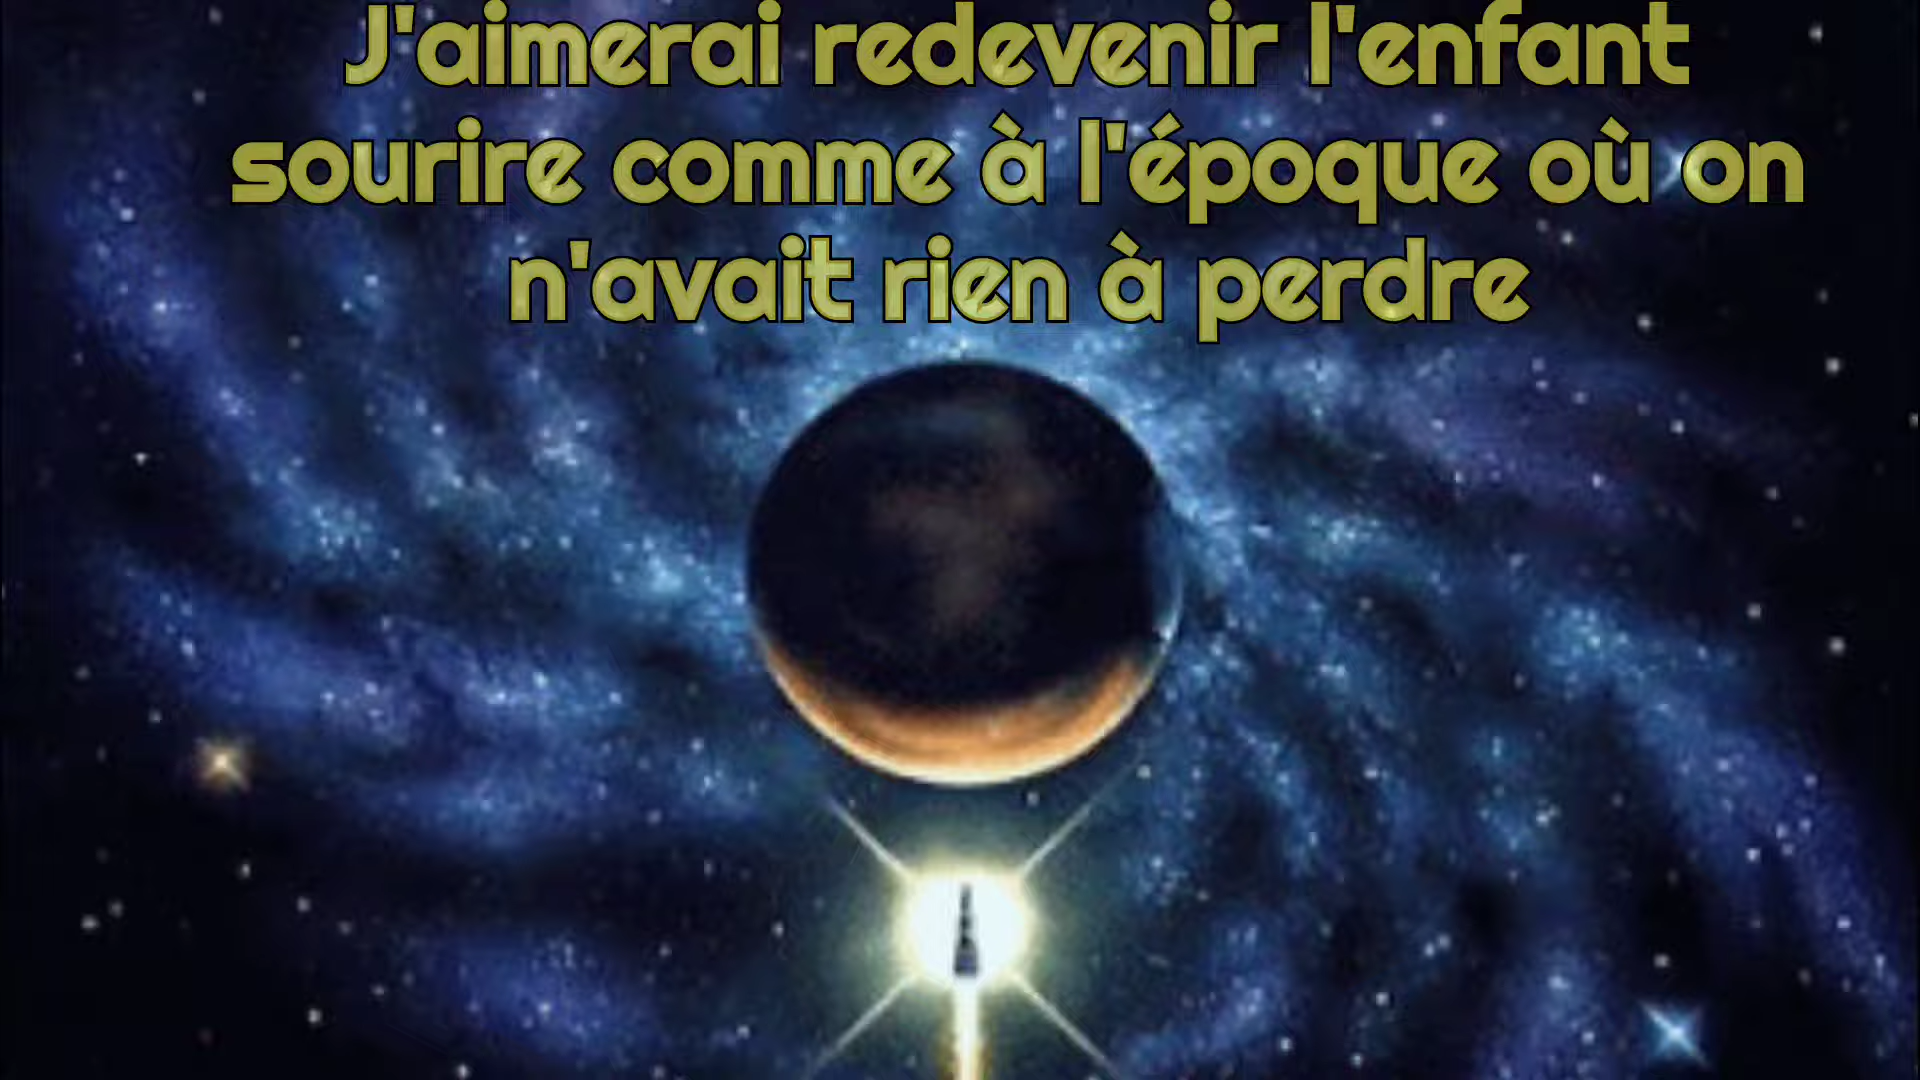 J'aimerai redevenir l'enfant
sourire comme à l'époque où on
n'avait rien à perdre